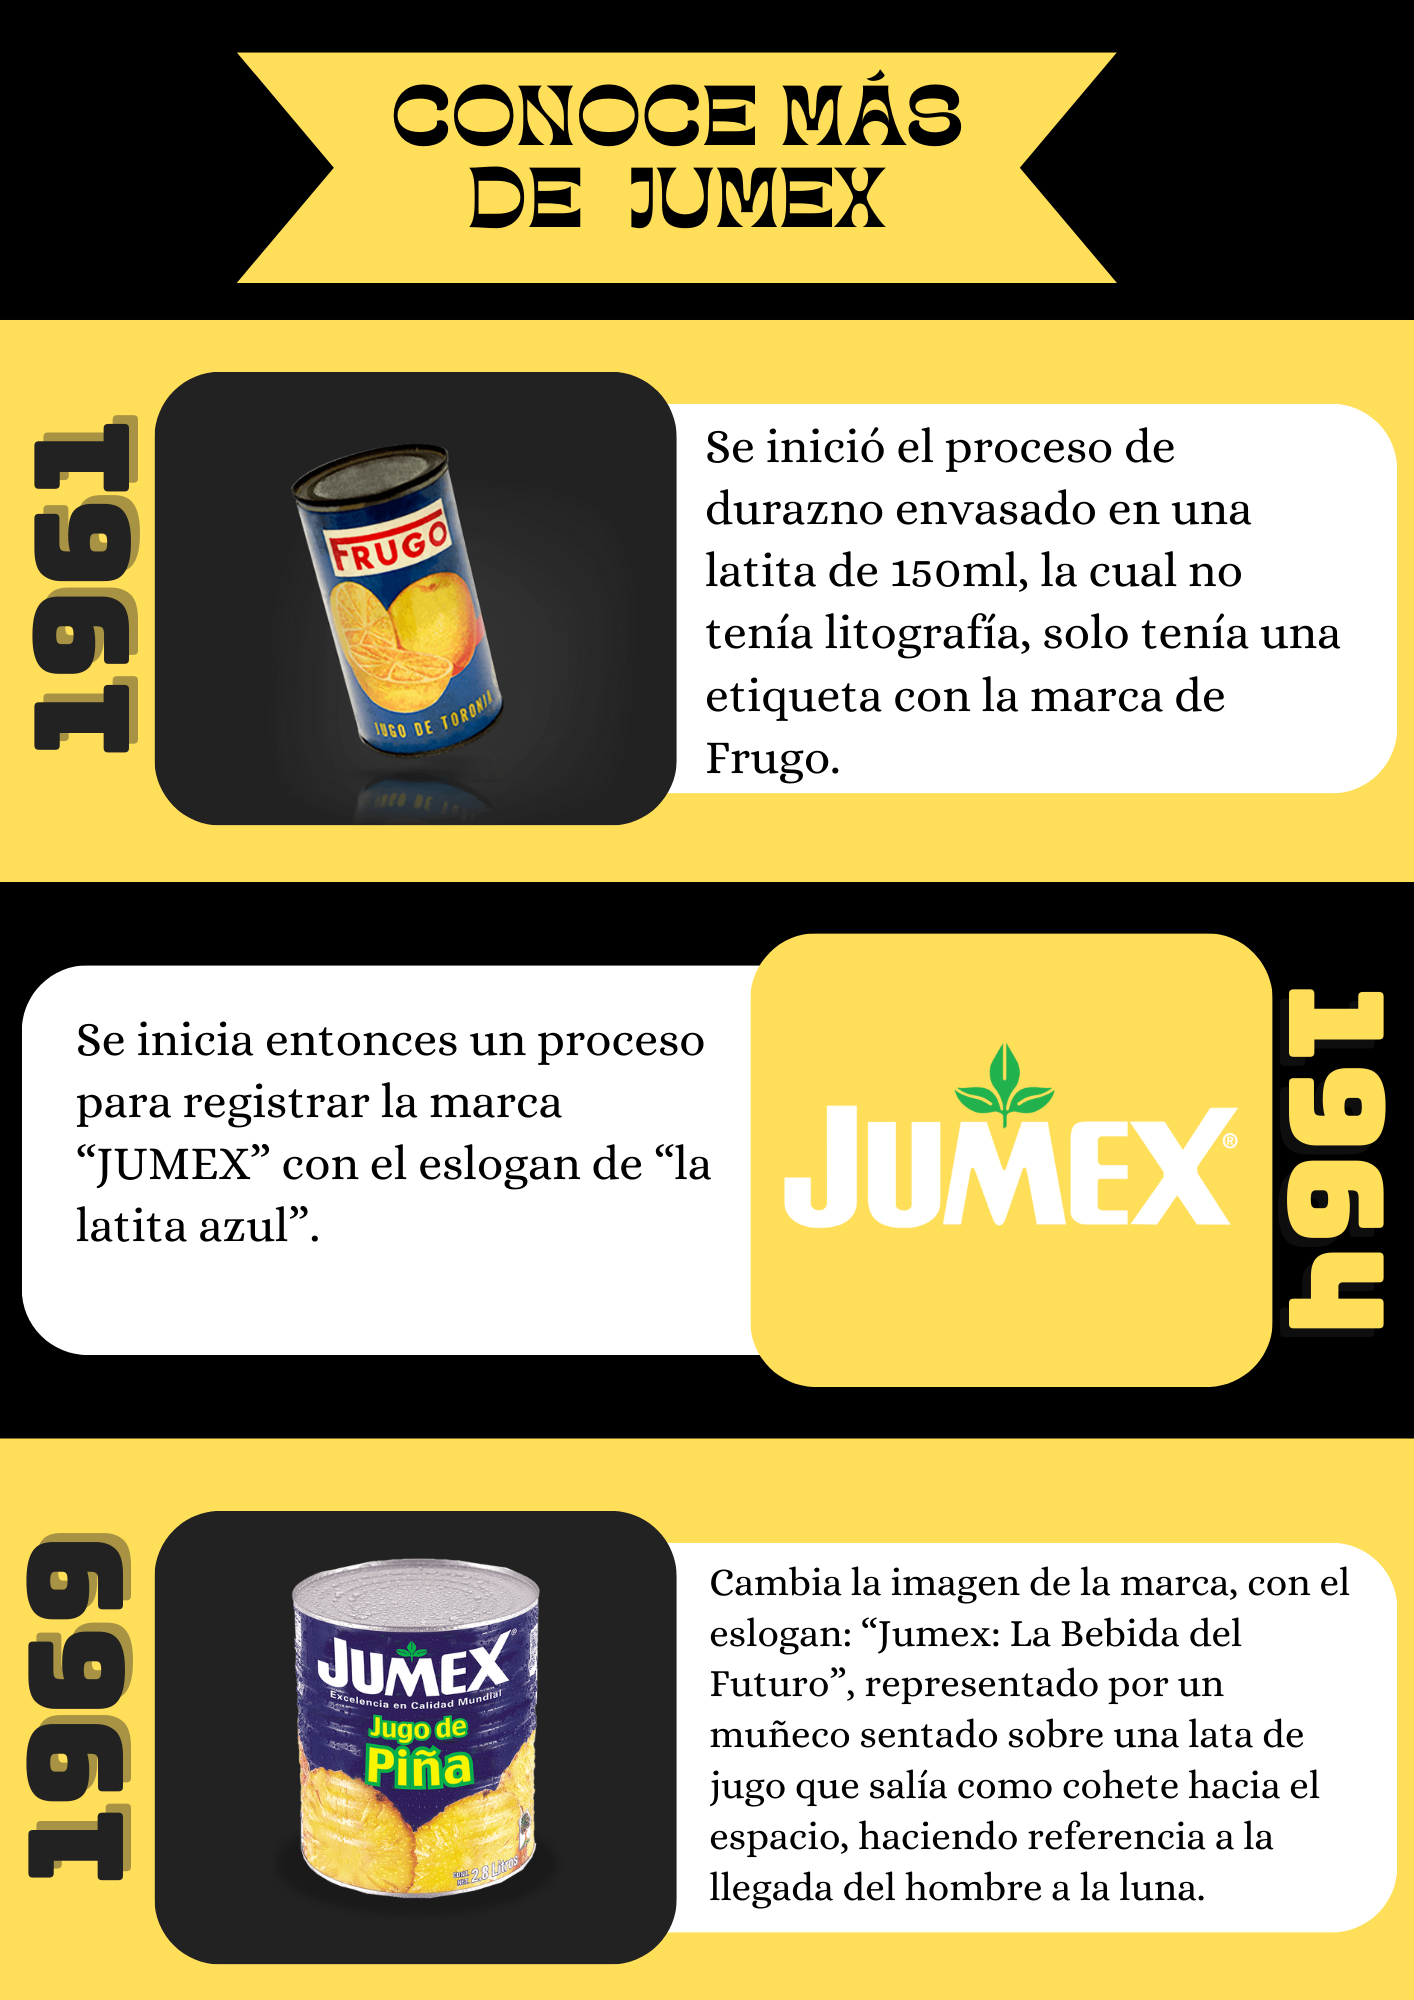 CONOCE MÁS
DE JUMEX
1961
FRUGO
JUGO DE TORONJA
Se inició el proceso de
durazno envasado en una
latita de 150ml, la cual no
tenía litografía, solo tenía una
etiqueta con la marca de
Frugo.
Se inicia entonces un proceso
para registrar la marca
“JUMEX” con el eslogan de “la
latita azul”.
JUMEX®
1964
1969
JUMEX®
Excelencia en Calidad Mundial
Jugo de
Piña
CONT. NET. 2.8 Litros
Cambia la imagen de la marca, con el
eslogan: “Jumex: La Bebida del
Futuro”, representado por un
muñeco sentado sobre una lata de
jugo que salía como cohete hacia el
espacio, haciendo referencia a la
llegada del hombre a la luna.